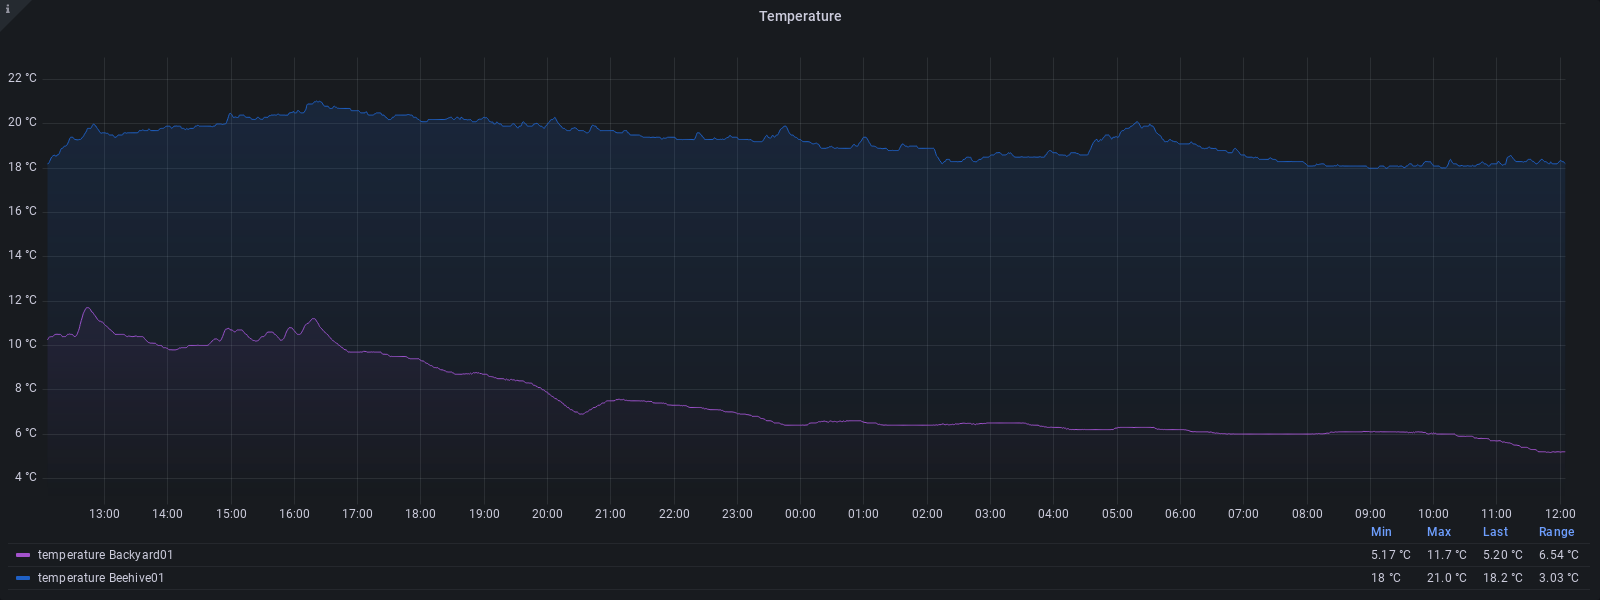 i
Temperature
22 °C
20 °C
18 °C
16 °C
14 °C
12 °C
10 °C
8 °C
6 °C
4 °C
13:00 14:00 15:00 16:00 17:00 18:00 19:00 20:00 21:00 22:00 23:00 00:00 01:00 02:00 03:00 04:00 05:00 06:00 07:00 08:00 09:00 10:00 11:00 12:00
Min Max Last Range
temperature Backyard01 5.17 °C 11.7 °C 5.20 °C 6.54 °C
temperature Beehive01 18 °C 21.0 °C 18.2 °C 3.03 °C